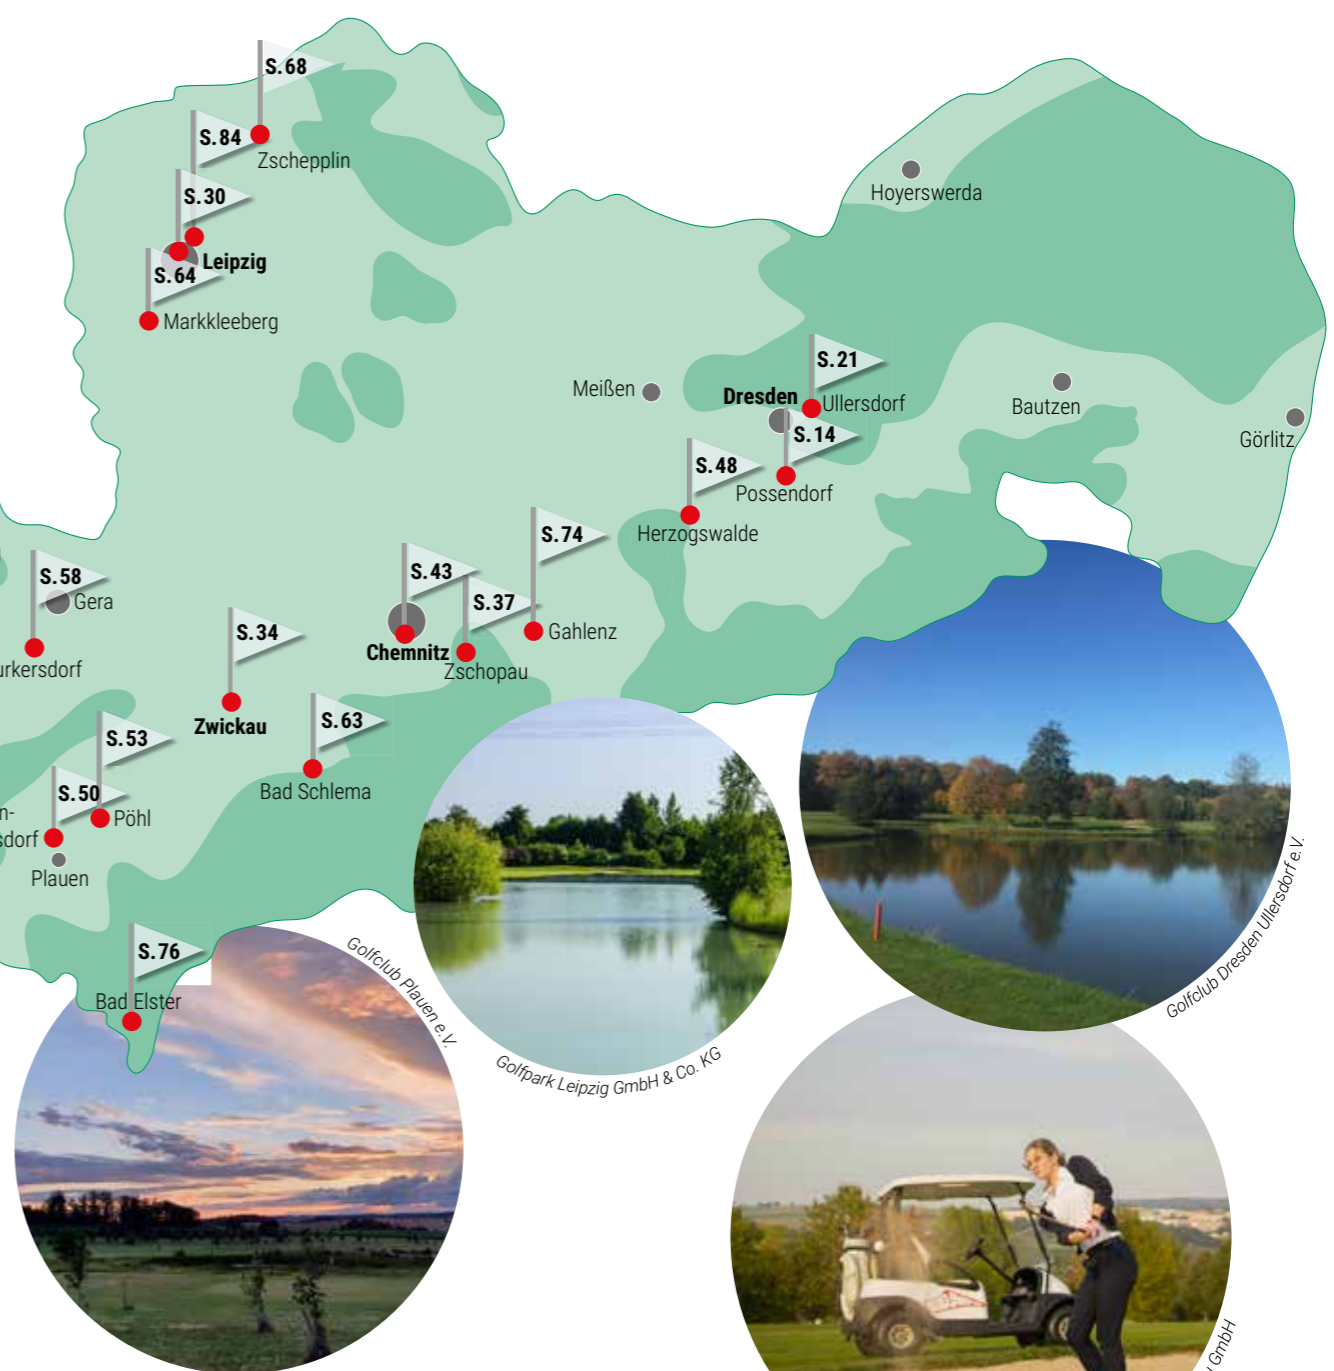 S.68
S.84
Zschepplin
S.30
Leipzig
S.64
Markkleeberg
Hoyerswerda
S.21
Meißen
Dresden
Ullersdorf
Bautzen
Görlitz
S.14
S.48
Possendorf
Herzogswalde
S.74
S.43
S.58
Gera
S.37
Gahlenz
S.34
Chemnitz
Zschopau
urkersdorf
Zwickau
S.63
S.53
Bad Schlema
S.50
Pöhl
n-
sdorf
Plauen
S.76
Bad Elster
Golfclub Plauen e.V.
Golfpark Leipzig GmbH & Co. KG
Golfclub Dresden Ullersdorf e.V.
GmbH